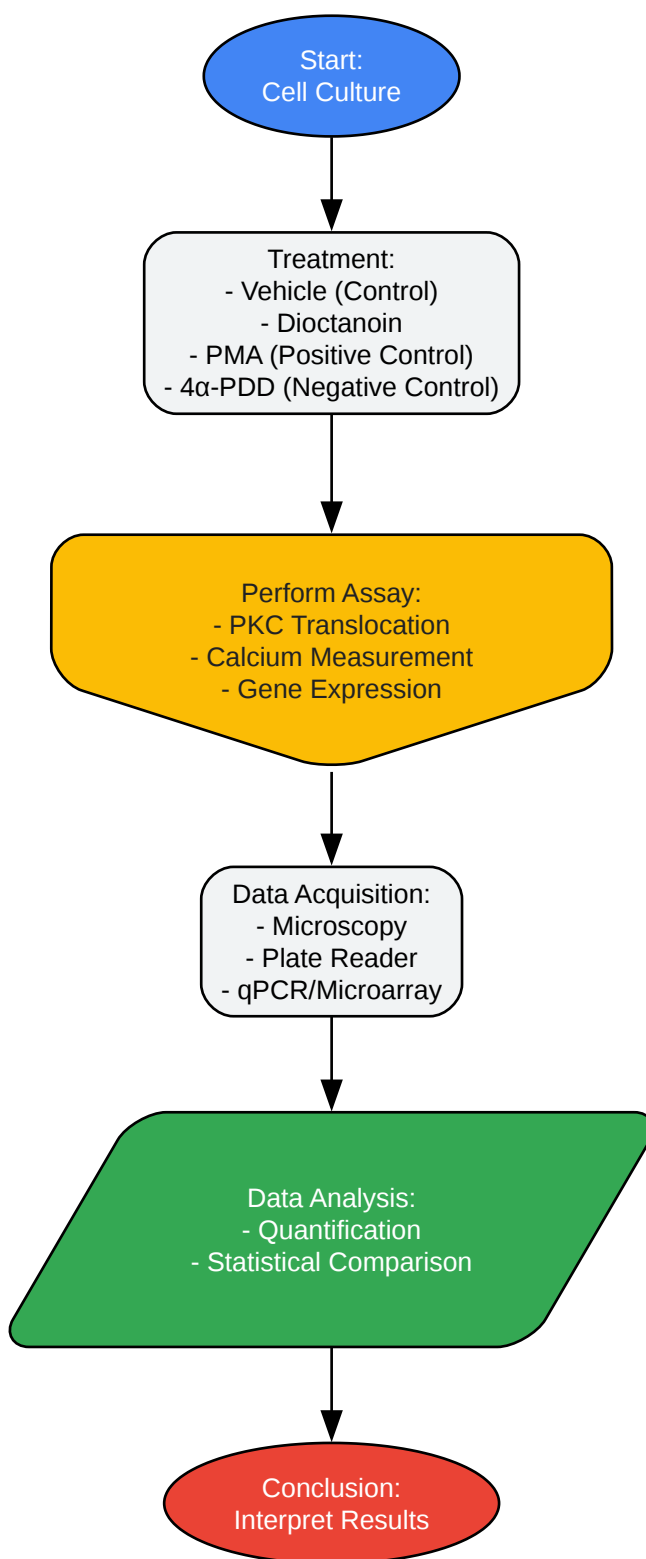 Start:
Cell Culture
Treatment:
- Vehicle (Control)
- Dioctanoin
- PMA (Positive Control)
- 4α-PDD (Negative Control)
Perform Assay:
- PKC Translocation
- Calcium Measurement
- Gene Expression
Data Acquisition:
- Microscopy
- Plate Reader
- qPCR/Microarray
Data Analysis:
- Quantification
- Statistical Comparison
Conclusion:
Interpret Results